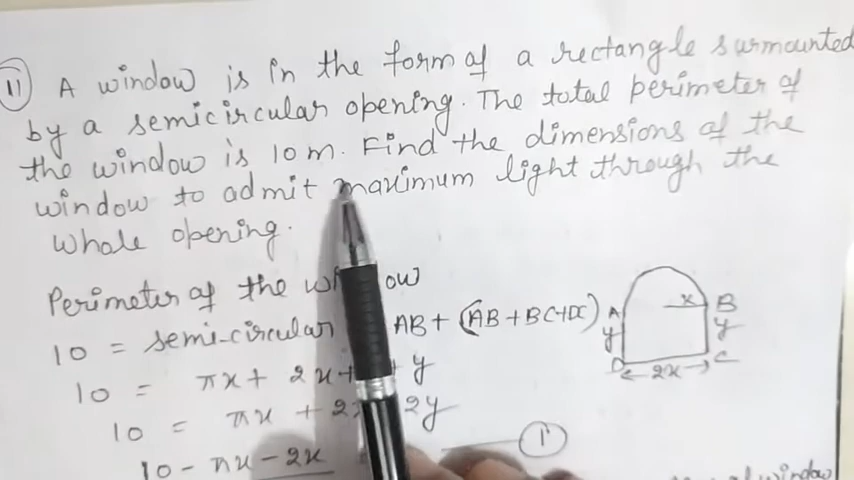 11 A window is in the form of a rectangle surmounted
by a semicircular opening. The total perimeter of
the window is 10 m. Find the dimensions of the
window to admit maximum light through the
whole opening.
Perimeter of the ow
10 = semi-circular AB + (AB + BC + DC)
10 = πx + 2x + y
10 = πx + 2y
10 - πx - 2x
1
A x B
y y
D C
2x
window